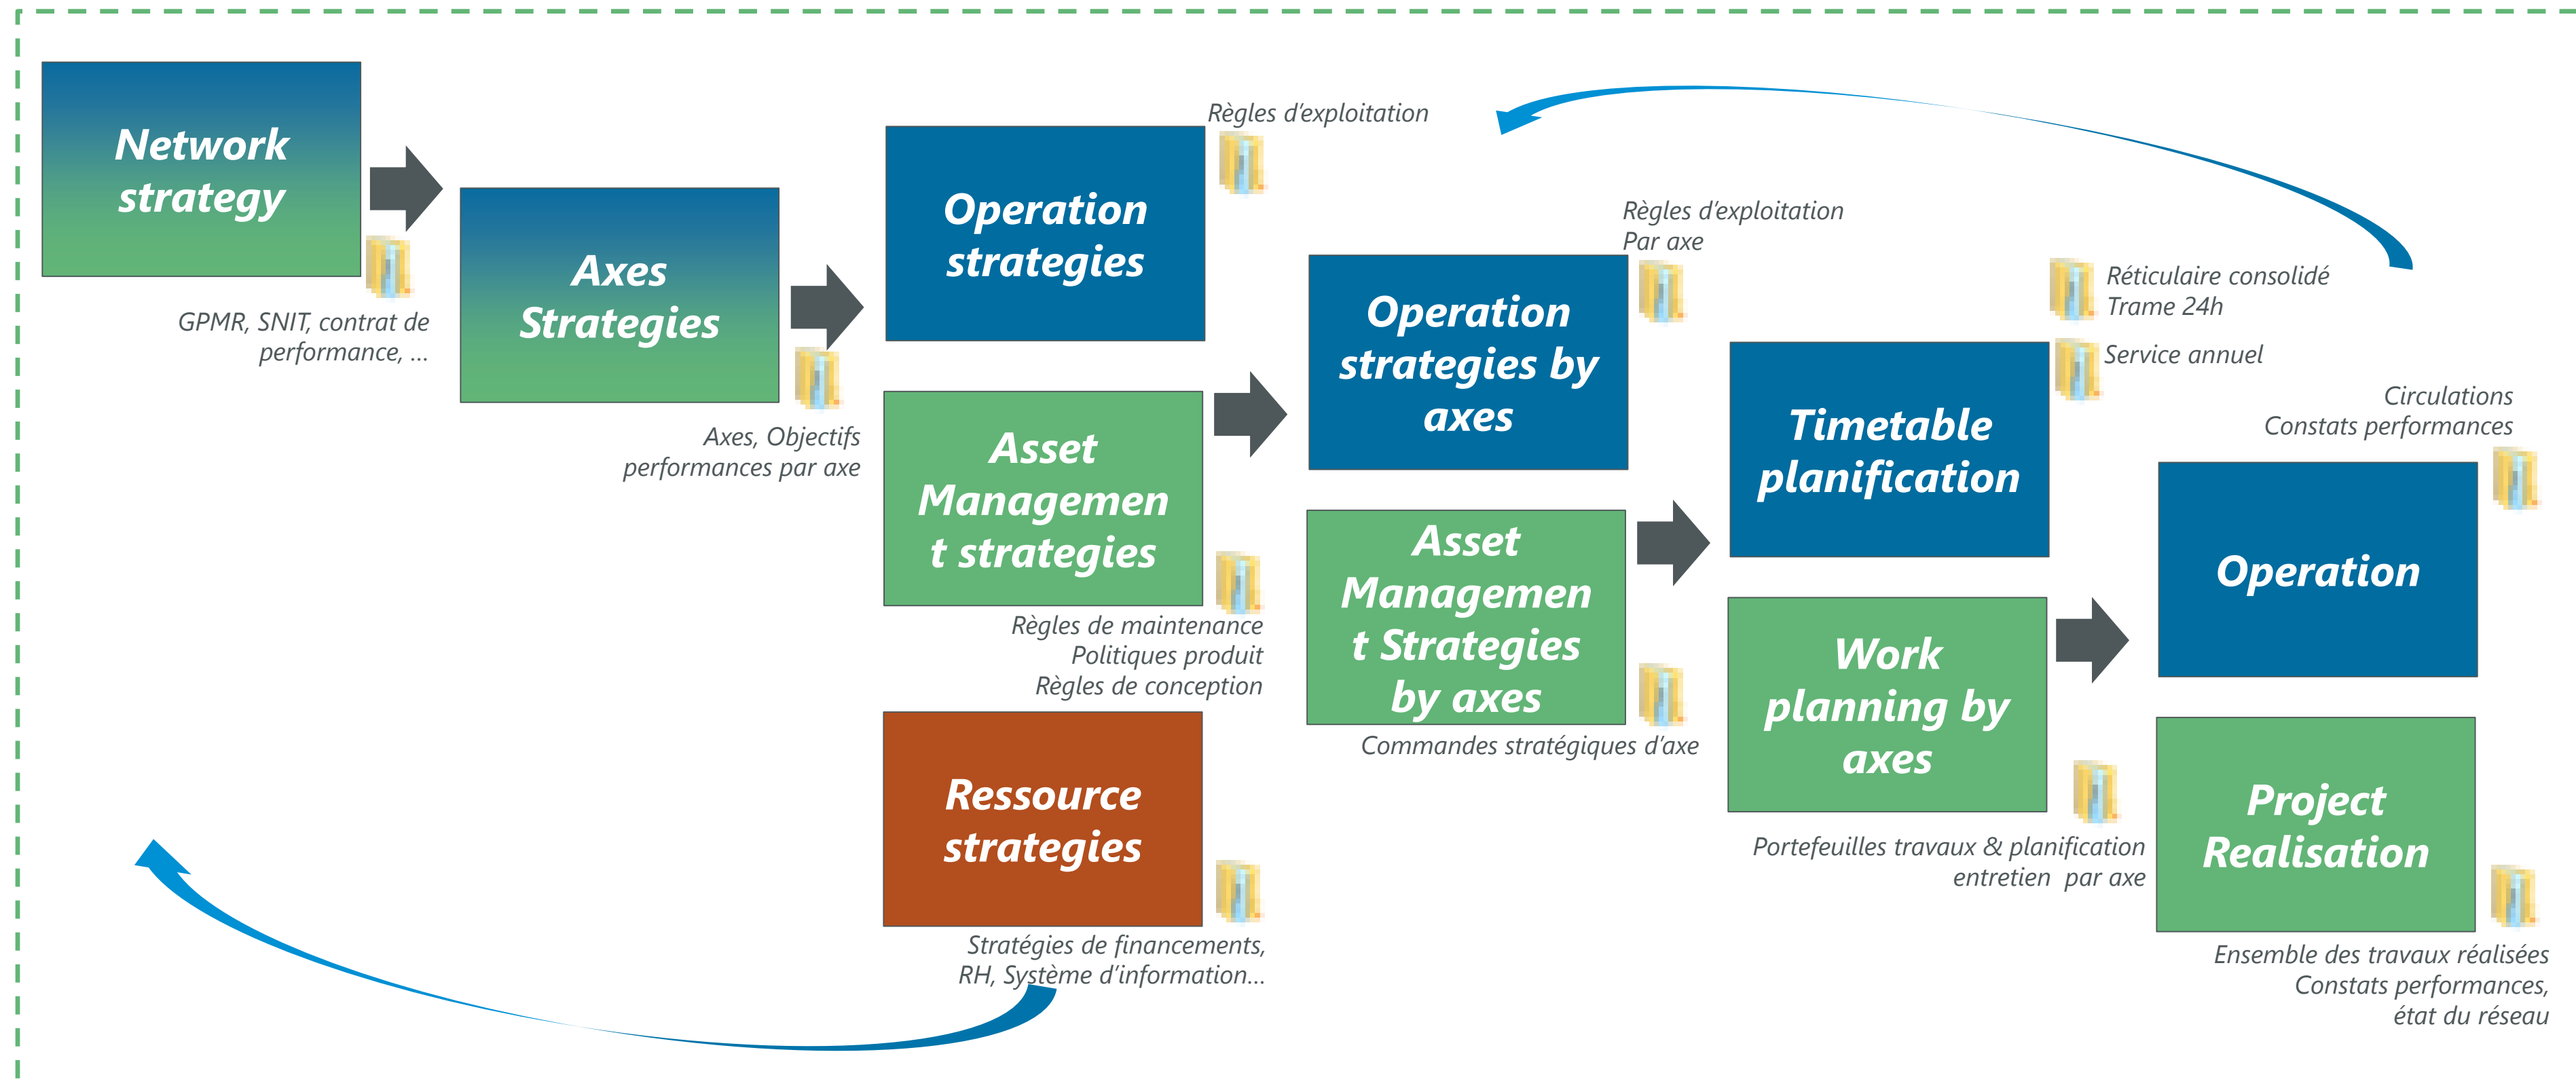 Network
strategy
GPMR, SNIT, contrat de
performance, ...
Axes
Strategies
Axes, Objectifs
performances par axe
Règles d'exploitation
Operation
strategies
Asset
Managemen
t strategies
Règles de maintenance
Politiques produit
Règles de conception
Ressource
strategies
Stratégies de financements,
RH, Système d'information...
Règles d'exploitation
Par axe
Operation
strategies by
axes
Asset
Managemen
t Strategies
by axes
Commandes stratégiques d'axe
Réticulaire consolidé
Trame 24h
Service annuel
Timetable
planification
Work
planning by
axes
Portefeuilles travaux & planification
entretien  par axe
Circulations
Constats performances
Operation
Project
Realisation
Ensemble des travaux réalisées
Constats performances,
état du réseau